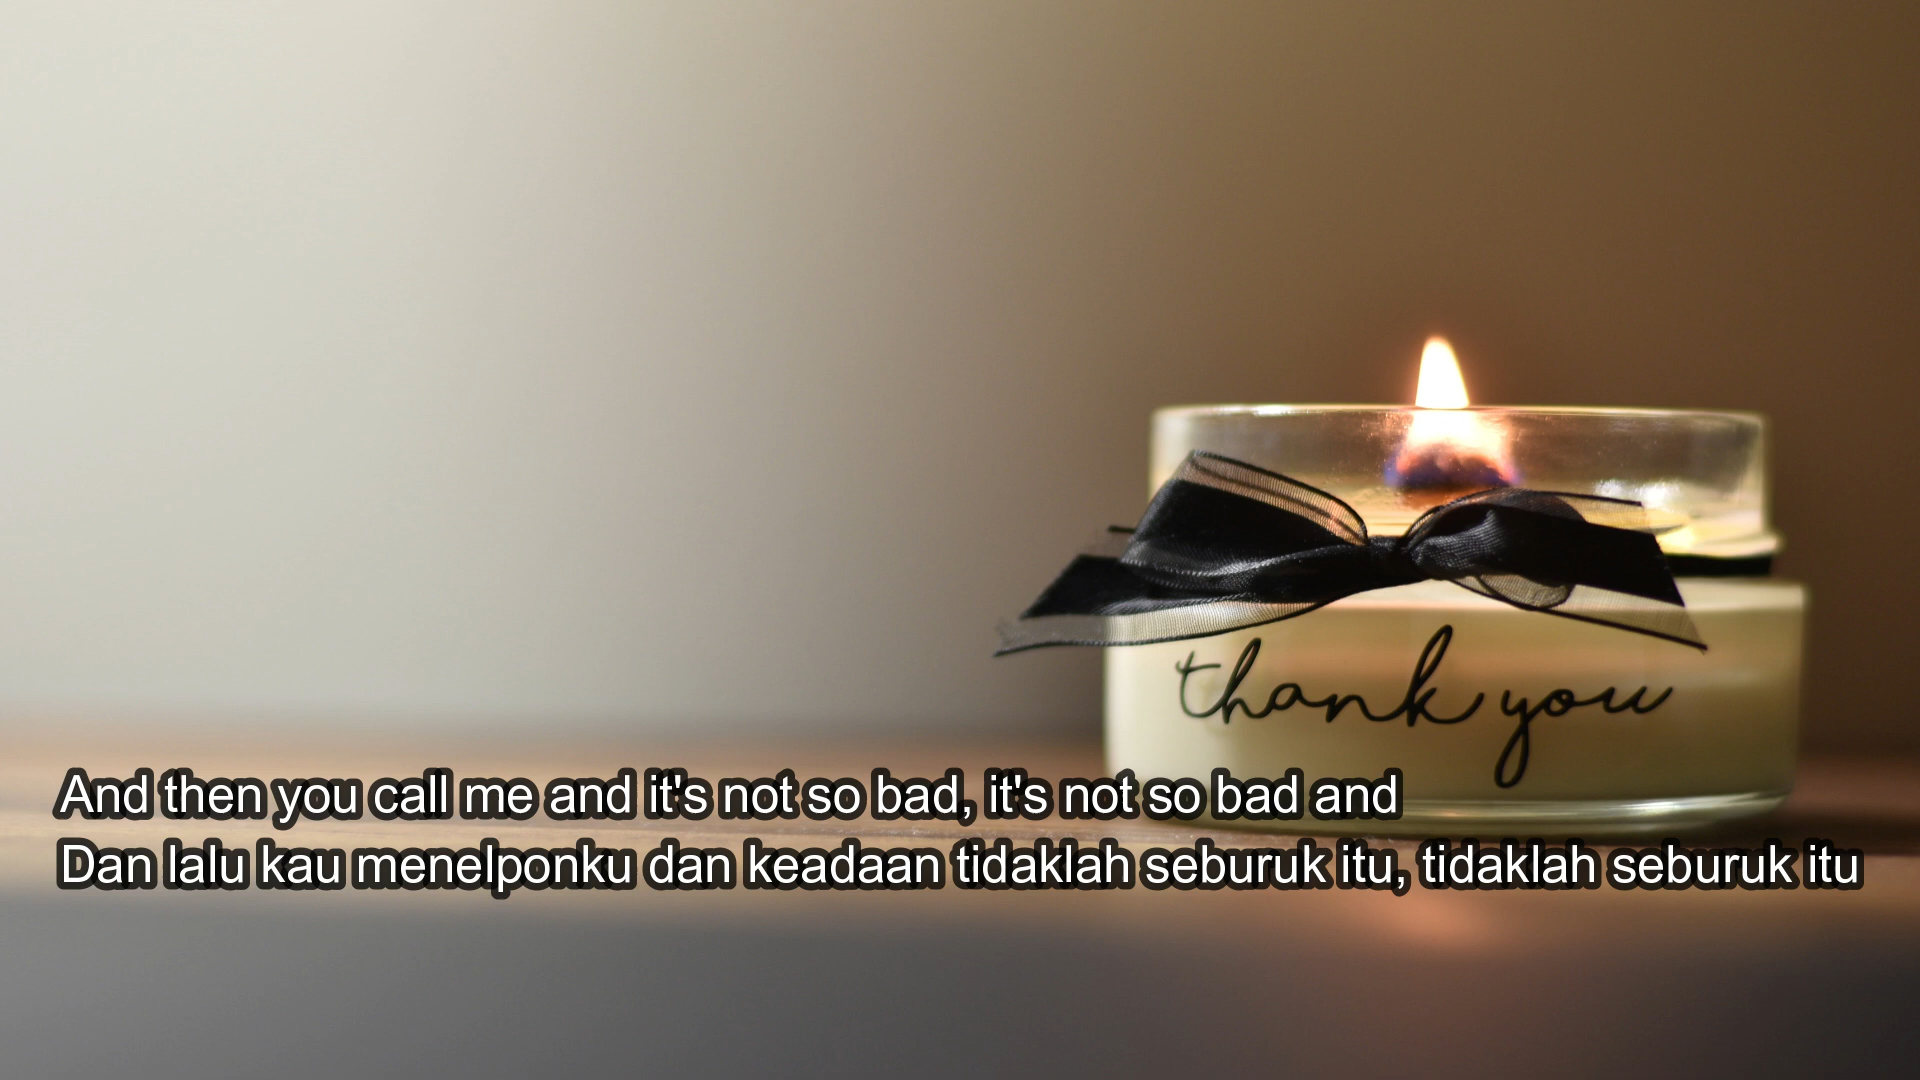 thank you
And then you call me and it's not so bad, it's not so bad and
Dan lalu kau menelponku dan keadaan tidaklah seburuk itu, tidaklah seburuk itu